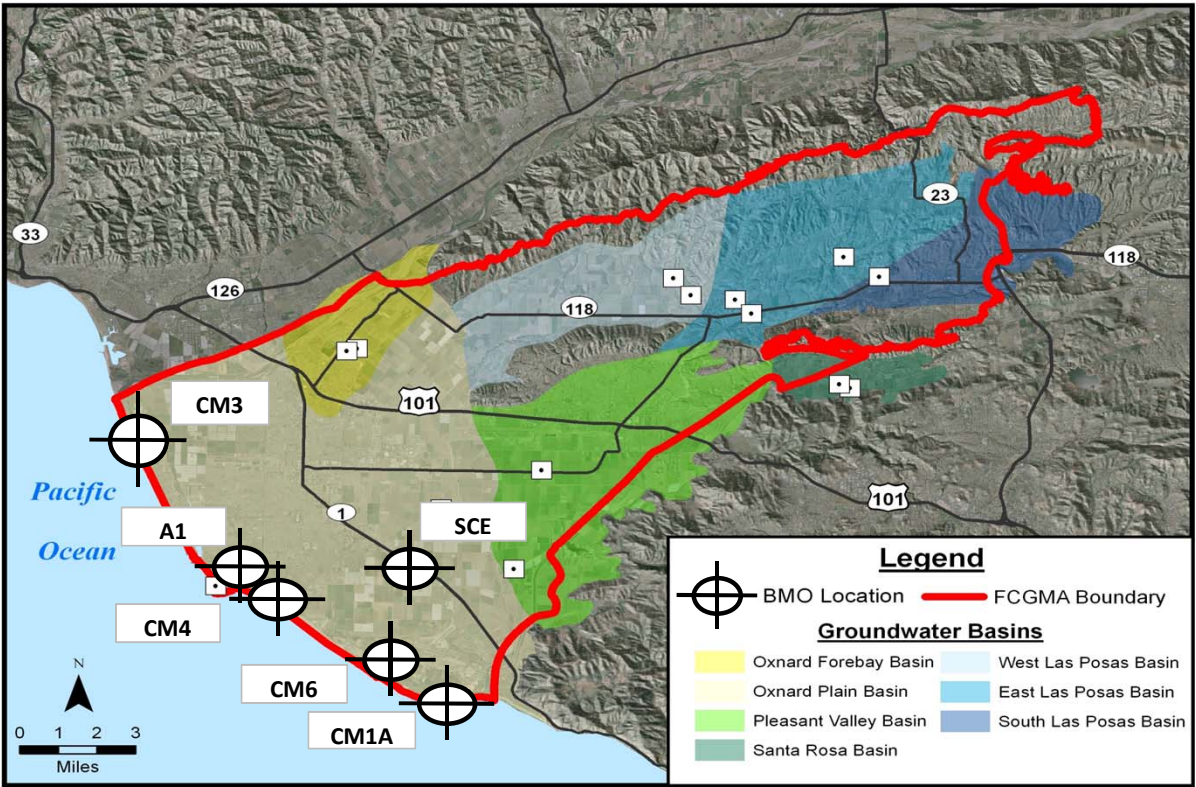 23
33
118
126
118
CM3
101
Pacific
Ocean
A1
1
SCE
101
CM4
CM6
CM1A
N
0 1 2 3
Miles
Legend
BMO Location FCGMA Boundary
Groundwater Basins
Oxnard Forebay Basin West Las Posas Basin
Oxnard Plain Basin East Las Posas Basin
Pleasant Valley Basin South Las Posas Basin
Santa Rosa Basin